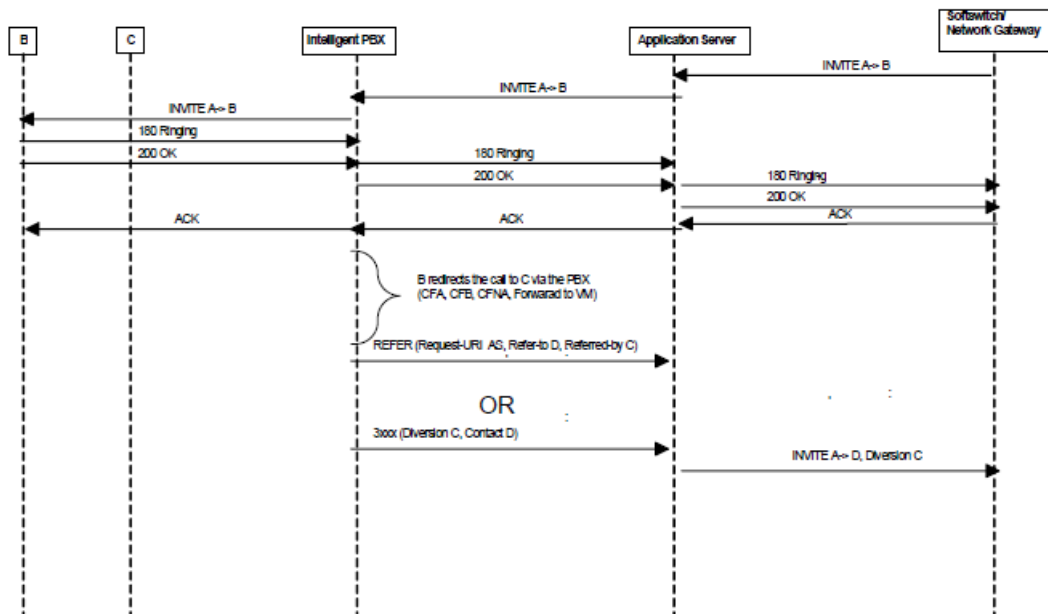 Softswitch/
Network Gateway
B
C
Intelligent PBX
Application Server
INVITE A-> B
INVITE A-> B
INVITE A-> B
180 Ringing
200 OK
180 Ringing
200 OK
180 Ringing
200 OK
ACK
ACK
ACK
B redirects the call to C via the PBX
(CFA, CFB, CFNA, Forwarad to VM)
REFER (Request-URI AS, Refer-to D, Referred-by C)
OR
3xxx (Diversion C, Contact D)
INVITE A-> D, Diversion C